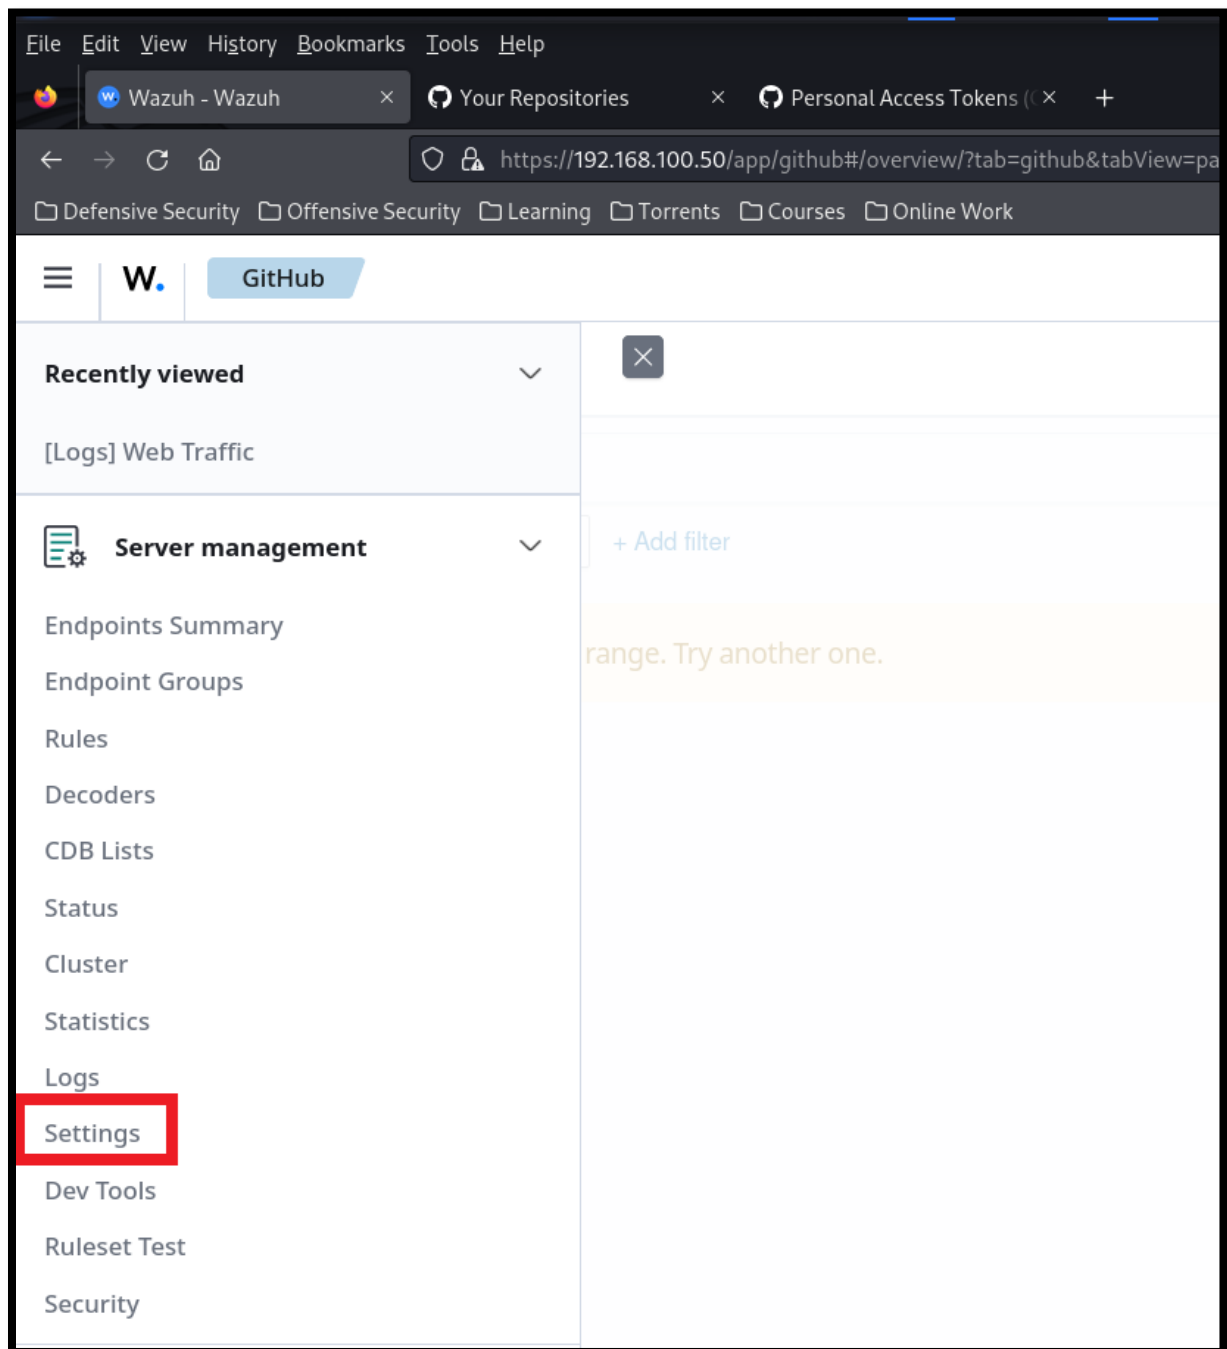 File Edit View History Bookmarks Tools Help
Wazuh - Wazuh Your Repositories Personal Access Tokens (
https://192.168.100.50/app/github#/overview/?tab=github&tabView=pa
Defensive Security Offensive Security Learning Torrents Courses Online Work
W. GitHub
Recently viewed
[Logs] Web Traffic
Server management
+ Add filter
Endpoints Summary
range. Try another one.
Endpoint Groups
Rules
Decoders
CDB Lists
Status
Cluster
Statistics
Logs
Settings
Dev Tools
Ruleset Test
Security